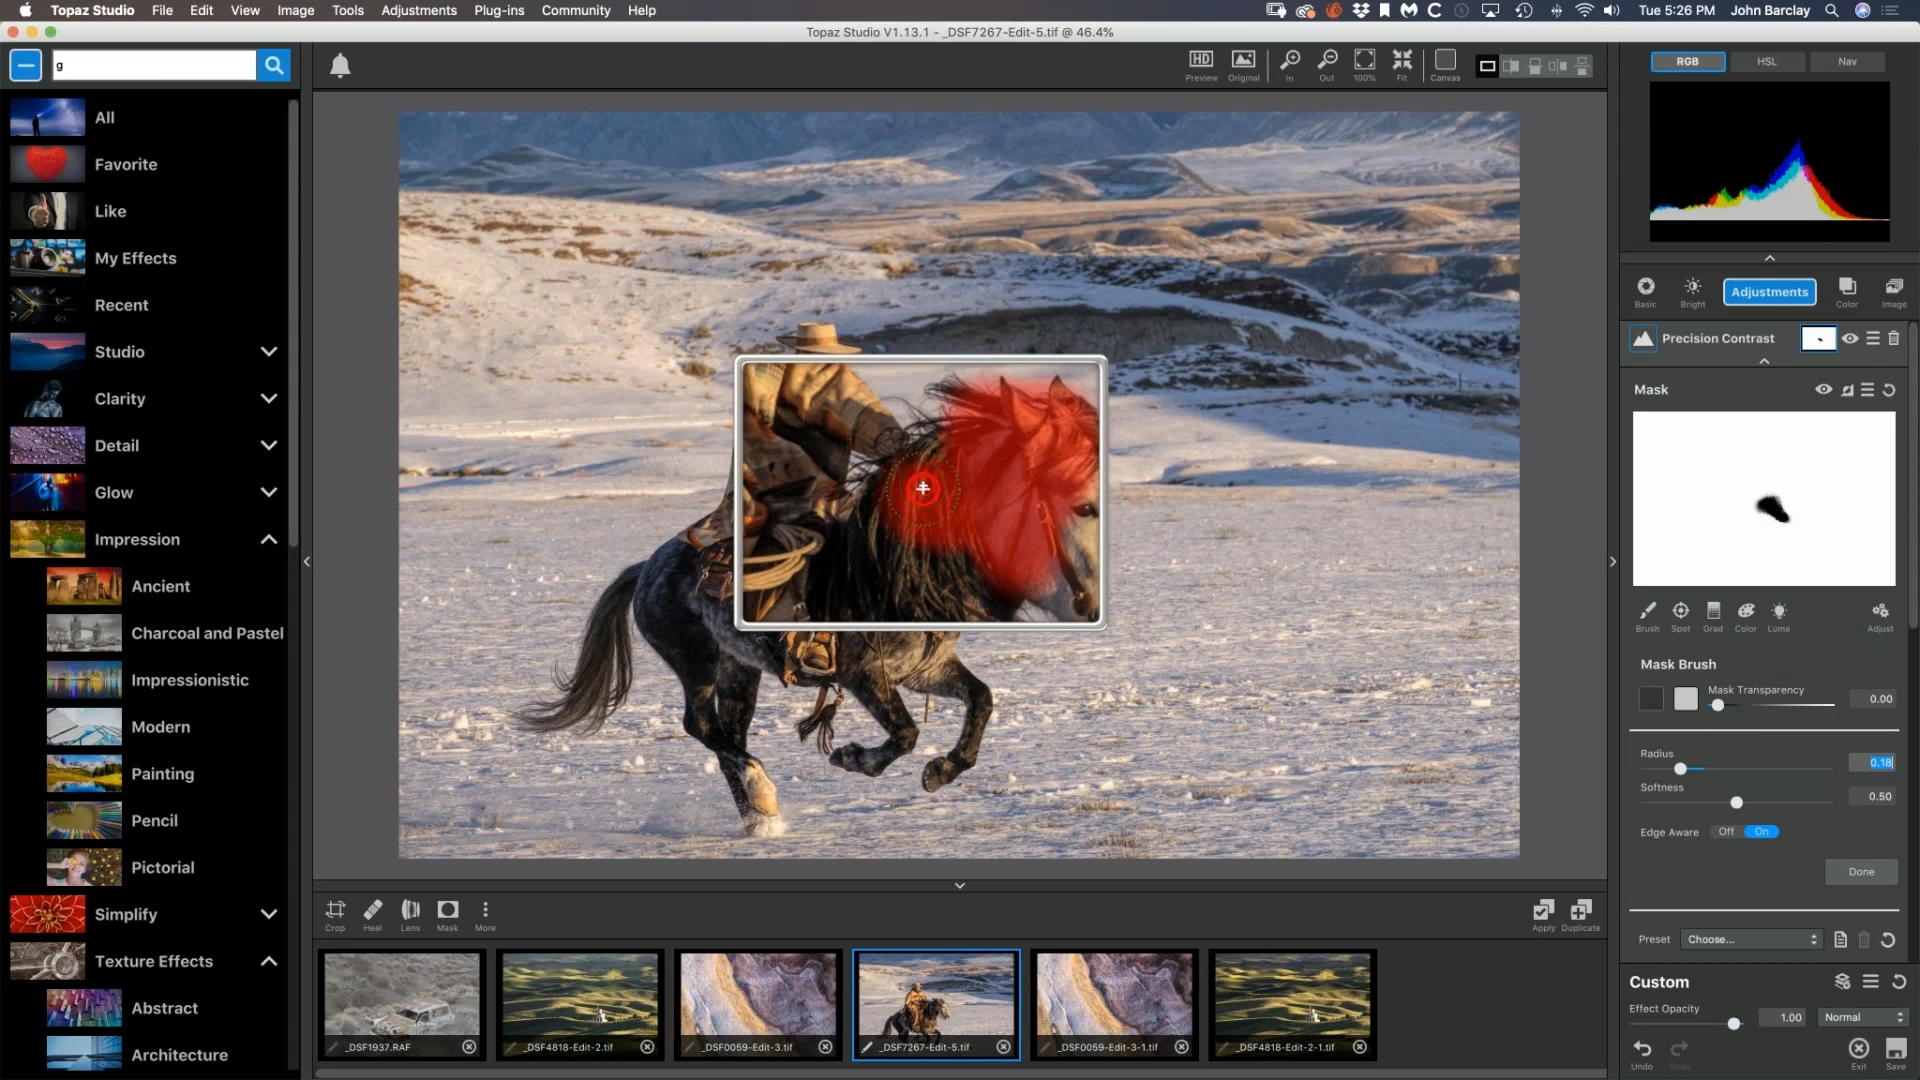 Topaz Studio File Edit View Image Tools Adjustments Plug-ins Community Help Tue 5:26 PM John Barclay
Topaz Studio V1.13.1 - _DSF7267-Edit-5.tif @ 46.4%
g
Preview Original In Out 100% Fit Canvas
HD
RGB HSL Nav
All
Favorite
Like
My Effects
Recent
Studio
Clarity
Detail
Glow
Impression
Ancient
Charcoal and Pastel
Impressionistic
Modern
Painting
Pencil
Pictorial
Simplify
Texture Effects
Abstract
Architecture
Basic Bright Adjustments Color Image
Precision Contrast
Mask
Brush Spot Grad Color Luma Adjust
Mask Brush
Mask Transparency
0.00
Radius
0.18
Softness
0.50
Edge Aware Off On
Done
Preset Choose...
Custom
Effect Opacity
1.00 Normal
Undo Exit Save
Crop Heal Lens Mask More Apply Duplicate
_DSF1937.RAF _DSF4818-Edit-2.tif _DSF0059-Edit-3.tif _DSF7267-Edit-5.tif _DSF0059-Edit-3-1.tif _DSF4818-Edit-2-1.tif